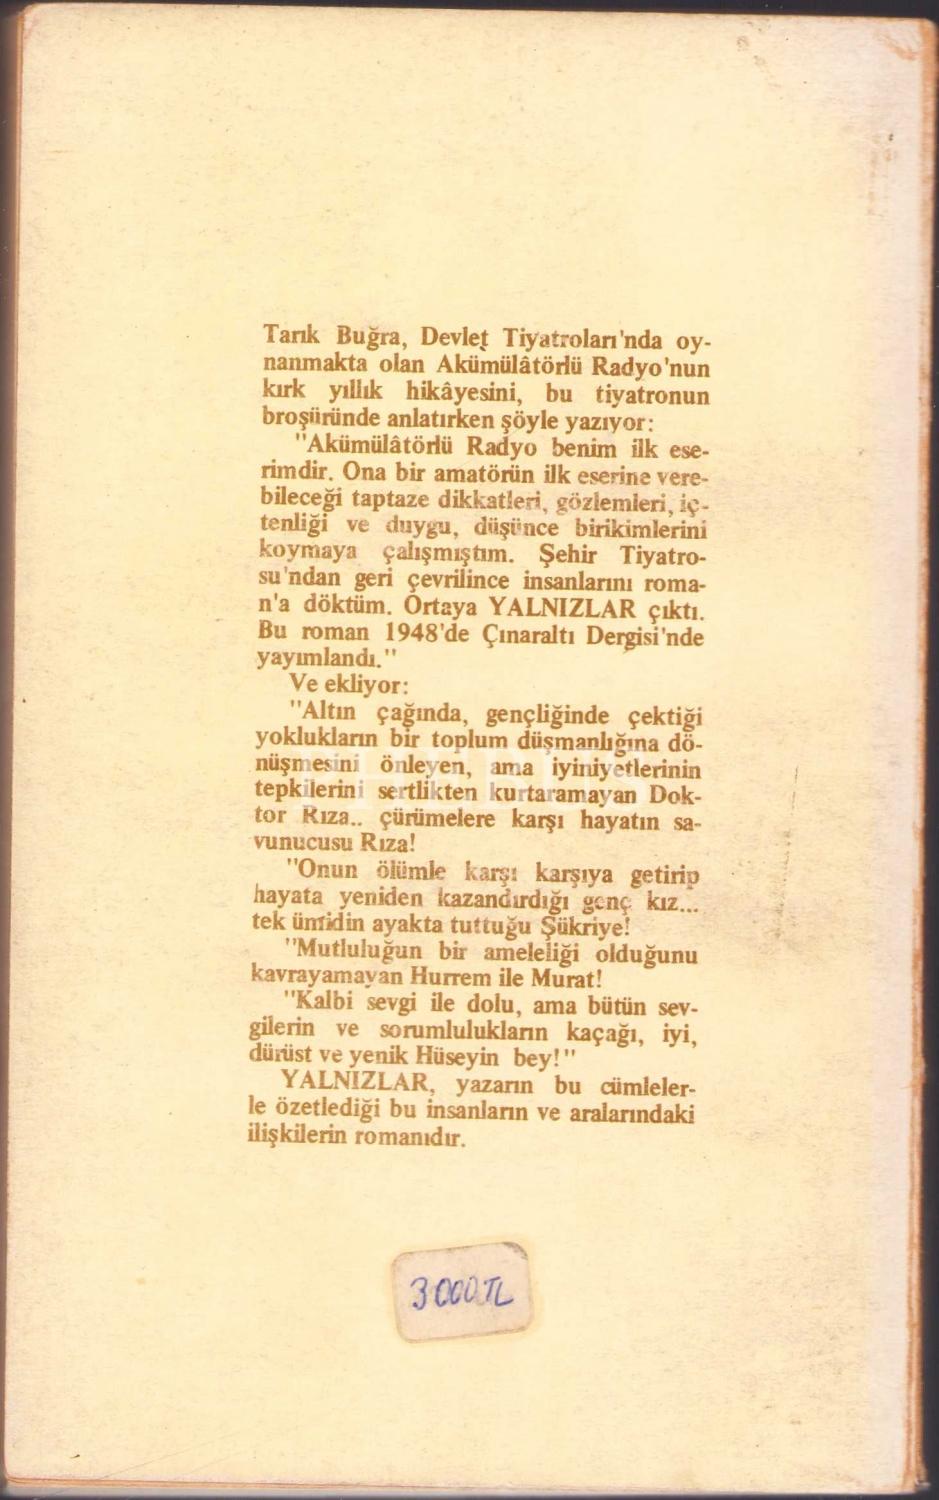 Tarık Buğra, Devlet Tiyatroları'nda oy-
nanmakta olan Akümülâtörlü Radyo'nun
kırk yıllık hikâyesini, bu tiyatronun
broşüründe anlatırken şöyle yazıyor:
"Akümülâtörlü Radyo benim ilk ese-
rimdir. Ona bir amatörün ilk eserine vere-
bileceği taptaze dikkatleri, gözlemleri, iç-
tenliği ve duygu, düşünce birikimlerini
koymaya çalışmıştım. Şehir Tiyatro-
su'ndan geri çevrilince insanlarını roma-
n'a döktüm. Ortaya YALNIZLAR çıktı.
Bu roman 1948'de Çınaraltı Dergisi'nde
yayımlandı."
Ve ekliyor:
"Altın çağında, gençliğinde çektiği
yoklukların bir toplum düşmanlığına dö-
nüşmesini önleyen, ama iyiniyetlerinin
tepkilerini sertlikten kurtaramayan Dok-
tor Rıza.. çürümelere karşı hayatın sa-
vunucusu Rıza!
"Onun ölümle karşı karşıya getirip
hayata yeniden kazandırdığı genç kız...
tek ümidin ayakta tuttuğu Şükriye!
"Mutluluğun bir ameleliği olduğunu
kavrayamayan Hurrem ile Murat!
"Kalbi sevgi ile dolu, ama bütün sev-
gilerin ve sorumlulukların kaçağı, iyi,
dürüst ve yenik Hüseyin bey!"
YALNIZLAR, yazarın bu cümleler-
le özetlediği bu insanların ve aralarındaki
ilişkilerin romanıdır.
3000 TL